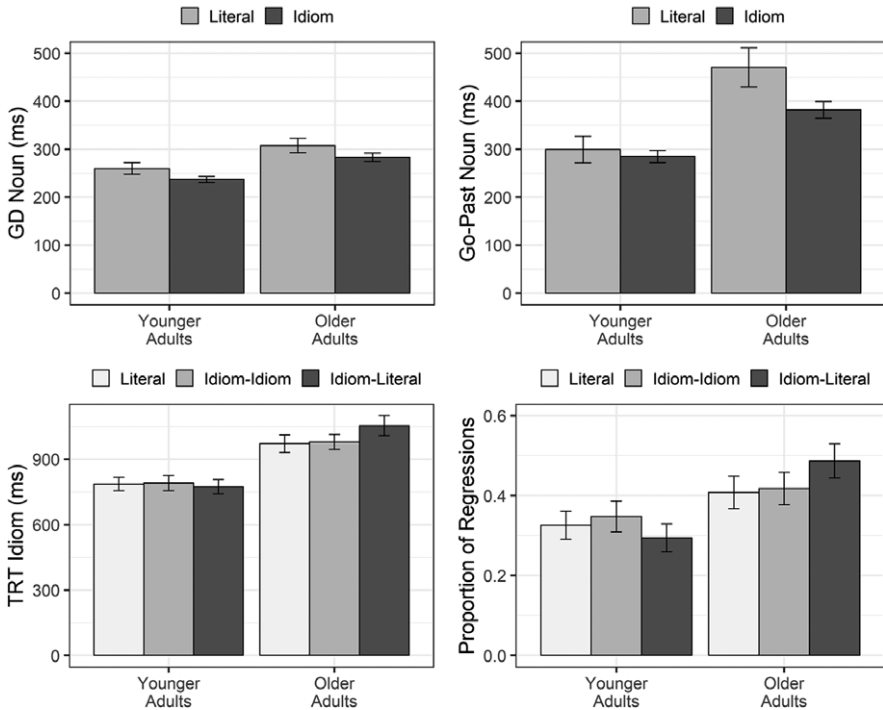 Literal Idiom
GD Noun (ms)
500
400
300
200
100
0
Younger Adults
Older Adults
Literal Idiom
Go-Past Noun (ms)
500
400
300
200
100
0
Younger Adults
Older Adults
Literal Idiom-Idiom Idiom-Literal
TRT Idiom (ms)
900
600
300
0
Younger Adults
Older Adults
Literal Idiom-Idiom Idiom-Literal
Proportion of Regressions
0.6
0.4
0.2
0.0
Younger Adults
Older Adults